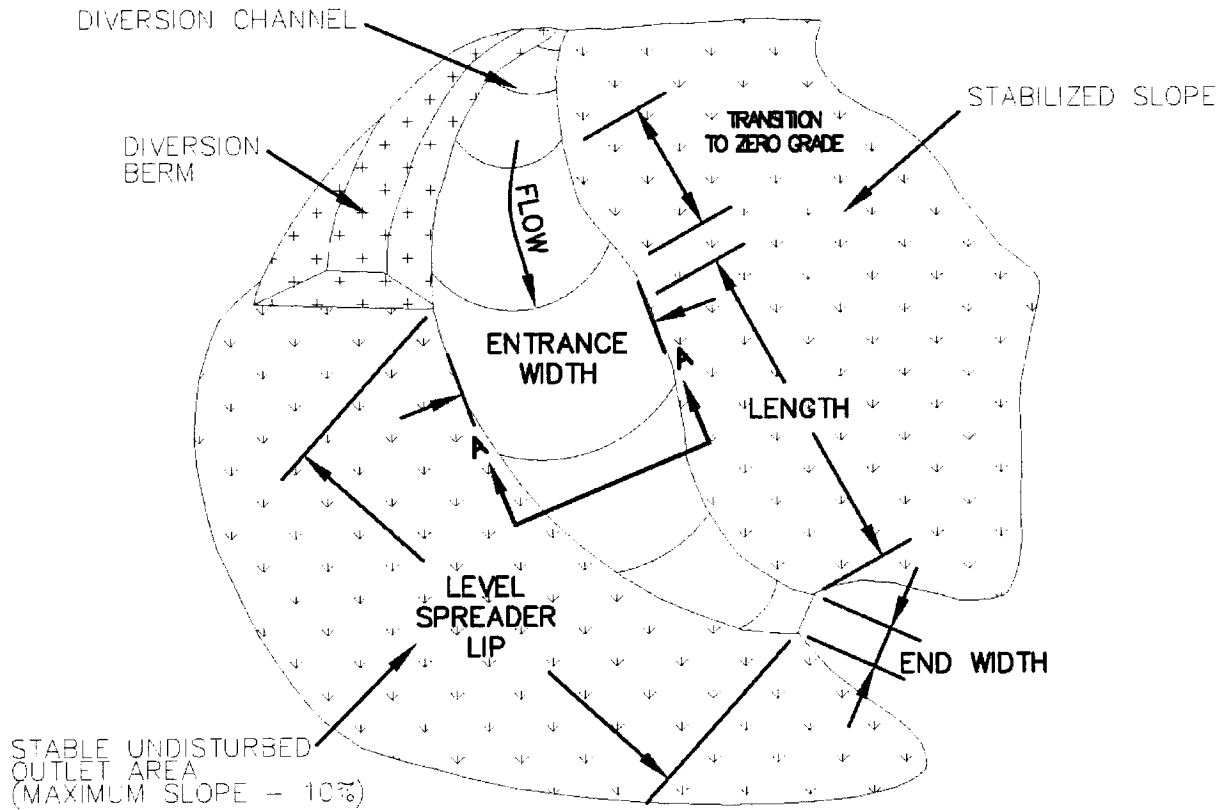 DIVERSION CHANNEL
STABILIZED SLOPE
TRANSITION
TO ZERO GRADE
DIVERSION
BERM
FLOW
ENTRANCE
WIDTH
A
A
LENGTH
LEVEL
SPREADER
LIP
END WIDTH
STABLE UNDISTURBED
OUTLET AREA
(MAXIMUM SLOPE - 10%)